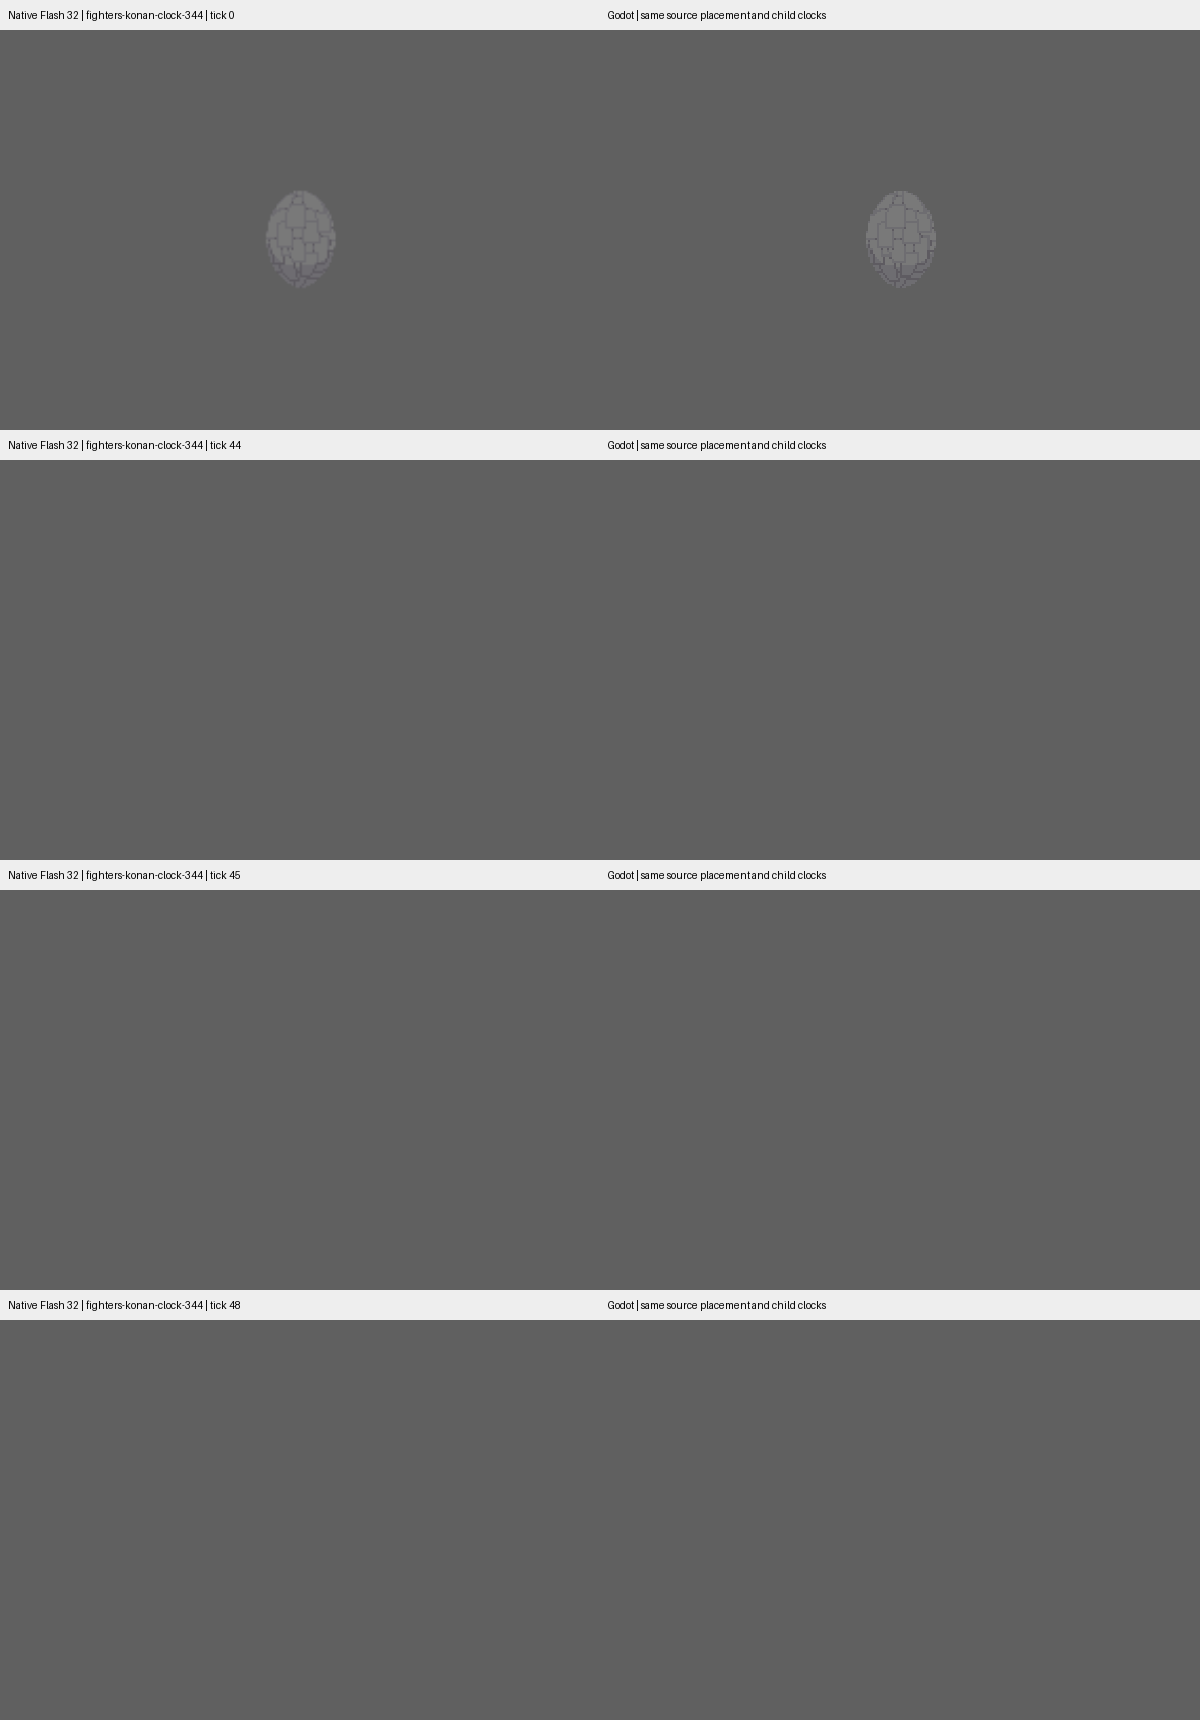 Native Flash 32 | fighters-konan-clock-344 | tick 0
Godot | same source placement and child clocks
Native Flash 32 | fighters-konan-clock-344 | tick 44
Godot | same source placement and child clocks
Native Flash 32 | fighters-konan-clock-344 | tick 45
Godot | same source placement and child clocks
Native Flash 32 | fighters-konan-clock-344 | tick 48
Godot | same source placement and child clocks